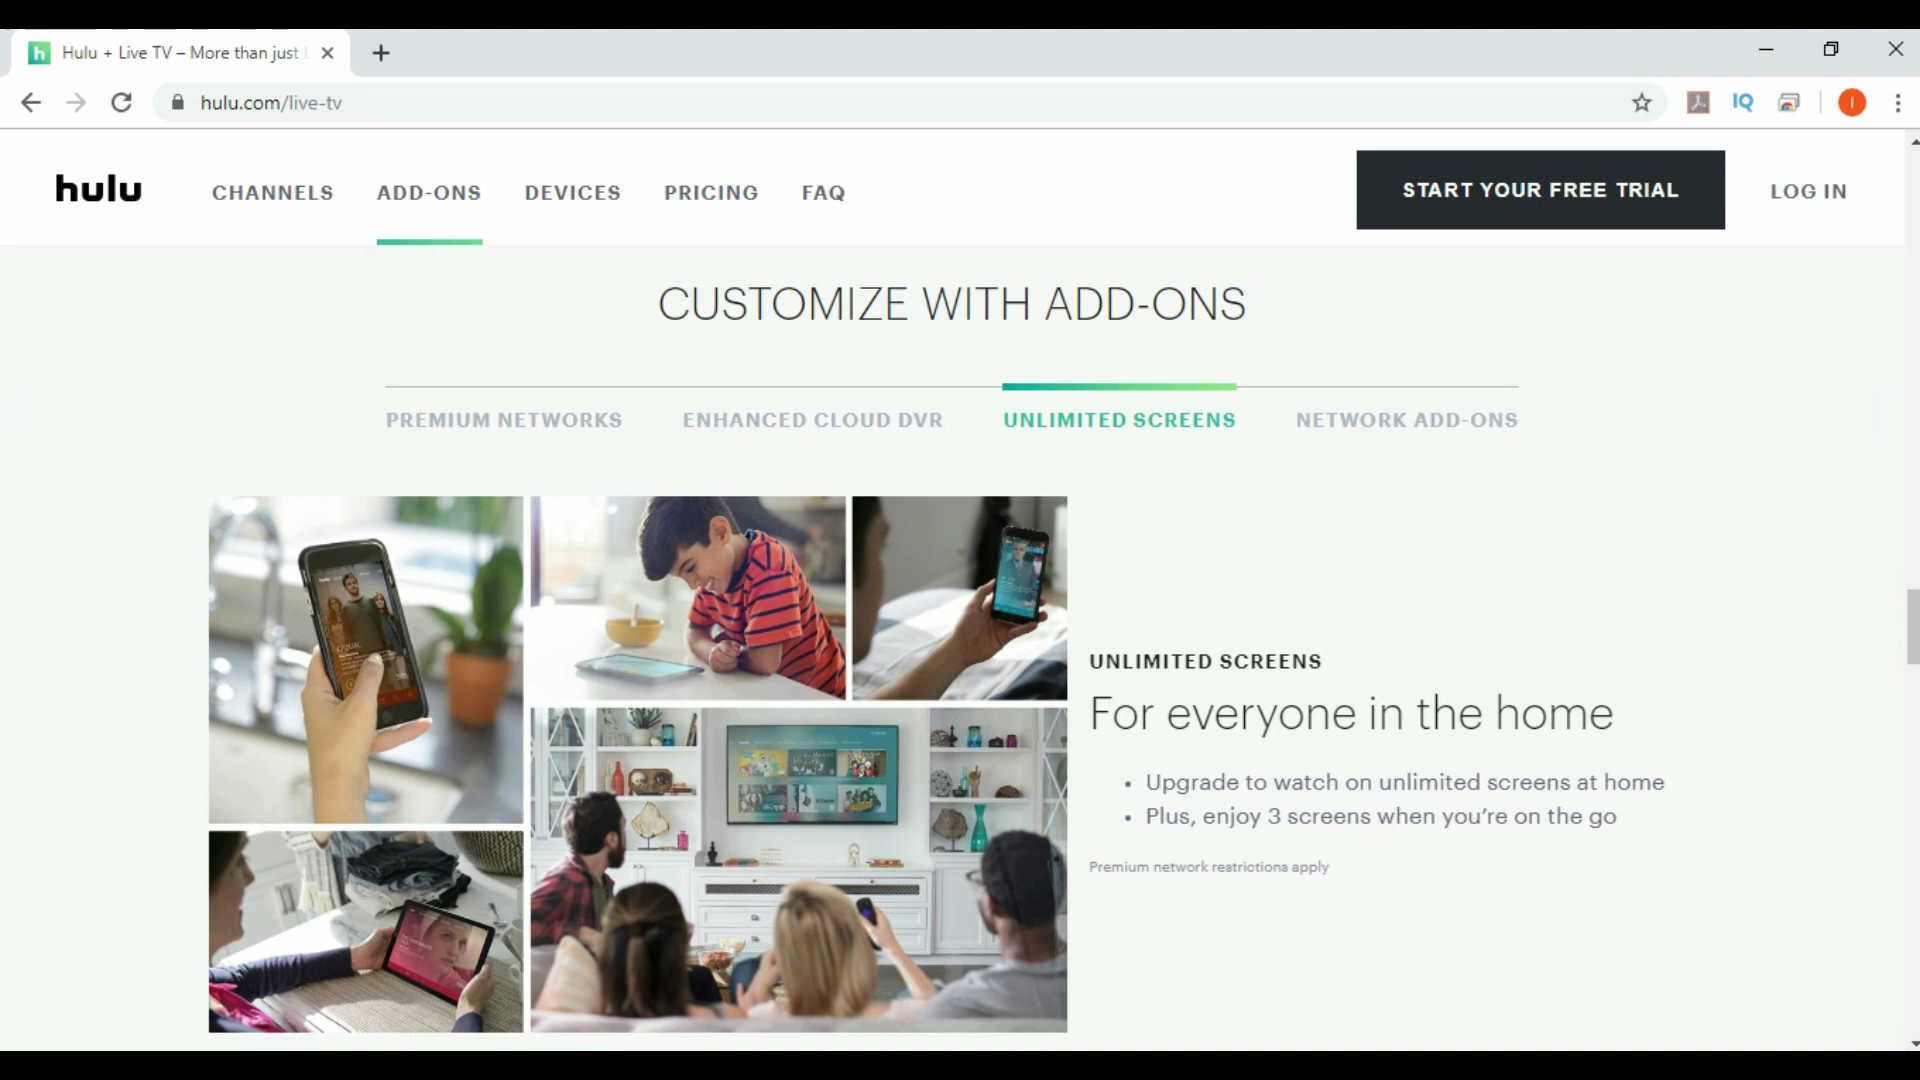 Hulu + Live TV – More than just
hulu.com/live-tv
IQ
I
hulu
CHANNELS
ADD-ONS
DEVICES
PRICING
FAQ
START YOUR FREE TRIAL
LOG IN
CUSTOMIZE WITH ADD-ONS
PREMIUM NETWORKS
ENHANCED CLOUD DVR
UNLIMITED SCREENS
NETWORK ADD-ONS
UNLIMITED SCREENS
For everyone in the home
• Upgrade to watch on unlimited screens at home
• Plus, enjoy 3 screens when you’re on the go
Premium network restrictions apply
CASUAL